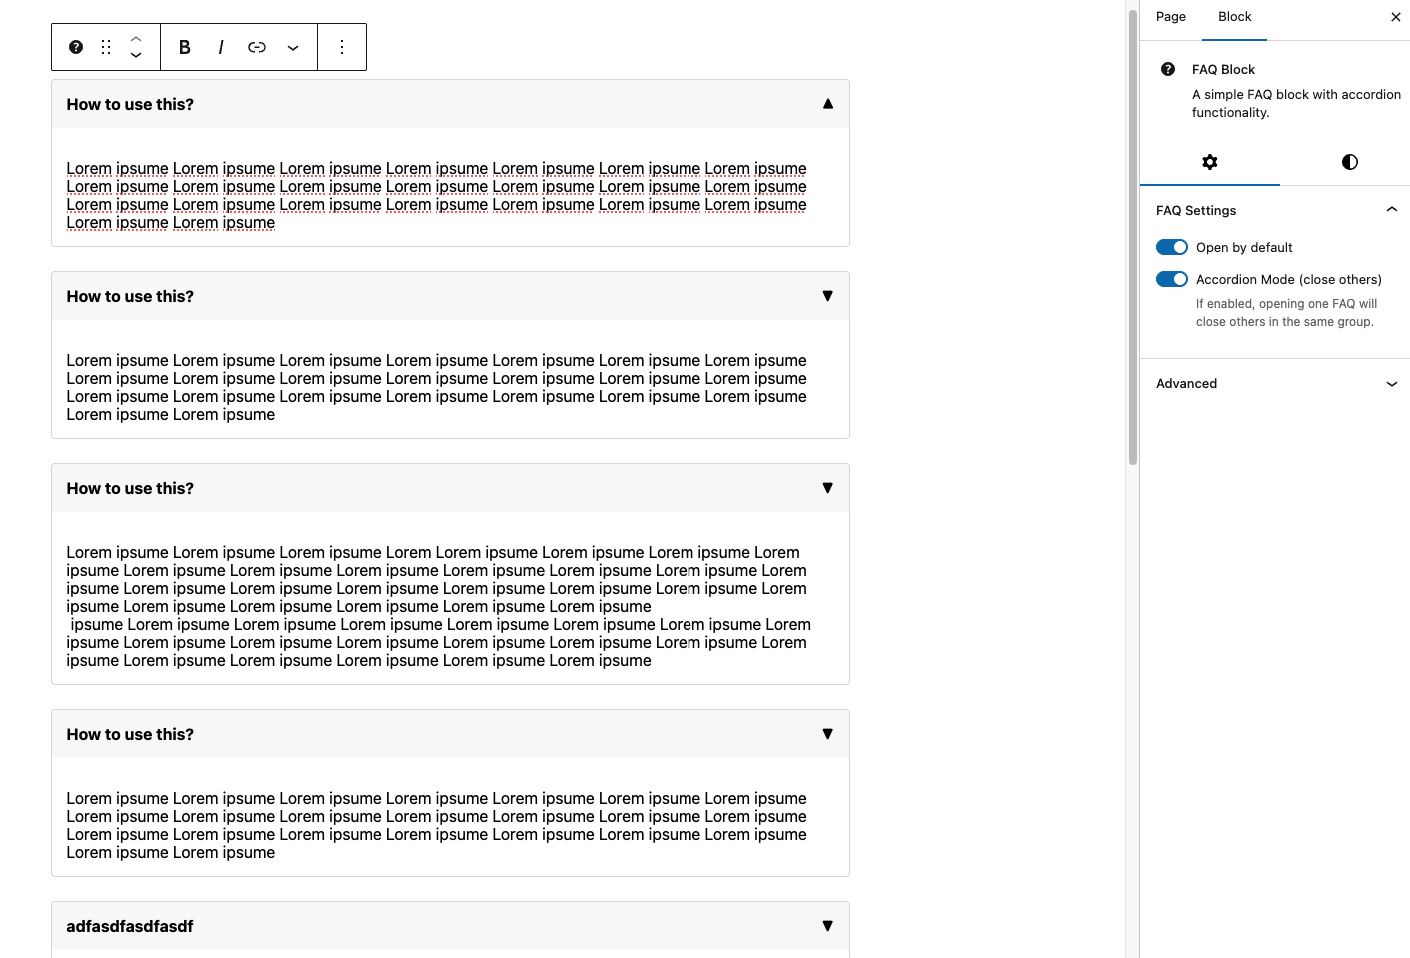 B I
How to use this?
Lorem ipsume Lorem ipsume Lorem ipsume Lorem ipsume Lorem ipsume Lorem ipsume Lorem ipsume
Lorem ipsume Lorem ipsume Lorem ipsume Lorem ipsume Lorem ipsume Lorem ipsume Lorem ipsume
Lorem ipsume Lorem ipsume Lorem ipsume Lorem ipsume Lorem ipsume Lorem ipsume Lorem ipsume
Lorem ipsume Lorem ipsume
How to use this?
Lorem ipsume Lorem ipsume Lorem ipsume Lorem ipsume Lorem ipsume Lorem ipsume Lorem ipsume
Lorem ipsume Lorem ipsume Lorem ipsume Lorem ipsume Lorem ipsume Lorem ipsume Lorem ipsume
Lorem ipsume Lorem ipsume Lorem ipsume Lorem ipsume Lorem ipsume Lorem ipsume Lorem ipsume
Lorem ipsume Lorem ipsume
How to use this?
Lorem ipsume Lorem ipsume Lorem ipsume Lorem Lorem ipsume Lorem ipsume Lorem ipsume Lorem
ipsume Lorem ipsume Lorem ipsume Lorem ipsume Lorem ipsume Lorem ipsume Lorem ipsume Lorem
ipsume Lorem ipsume Lorem ipsume Lorem ipsume Lorem ipsume Lorem ipsume Lorem ipsume Lorem
ipsume Lorem ipsume Lorem ipsume Lorem ipsume Lorem ipsume Lorem ipsume
ipsume Lorem ipsume Lorem ipsume Lorem ipsume Lorem ipsume Lorem ipsume Lorem ipsume Lorem
ipsume Lorem ipsume Lorem ipsume Lorem ipsume Lorem ipsume Lorem ipsume Lorem ipsume Lorem
ipsume Lorem ipsume Lorem ipsume Lorem ipsume Lorem ipsume Lorem ipsume
How to use this?
Lorem ipsume Lorem ipsume Lorem ipsume Lorem ipsume Lorem ipsume Lorem ipsume Lorem ipsume
Lorem ipsume Lorem ipsume Lorem ipsume Lorem ipsume Lorem ipsume Lorem ipsume Lorem ipsume
Lorem ipsume Lorem ipsume Lorem ipsume Lorem ipsume Lorem ipsume Lorem ipsume Lorem ipsume
Lorem ipsume Lorem ipsume
adfasdfasdfasdf
Page Block
FAQ Block
A simple FAQ block with accordion
functionality.
FAQ Settings
Open by default
Accordion Mode (close others)
If enabled, opening one FAQ will
close others in the same group.
Advanced